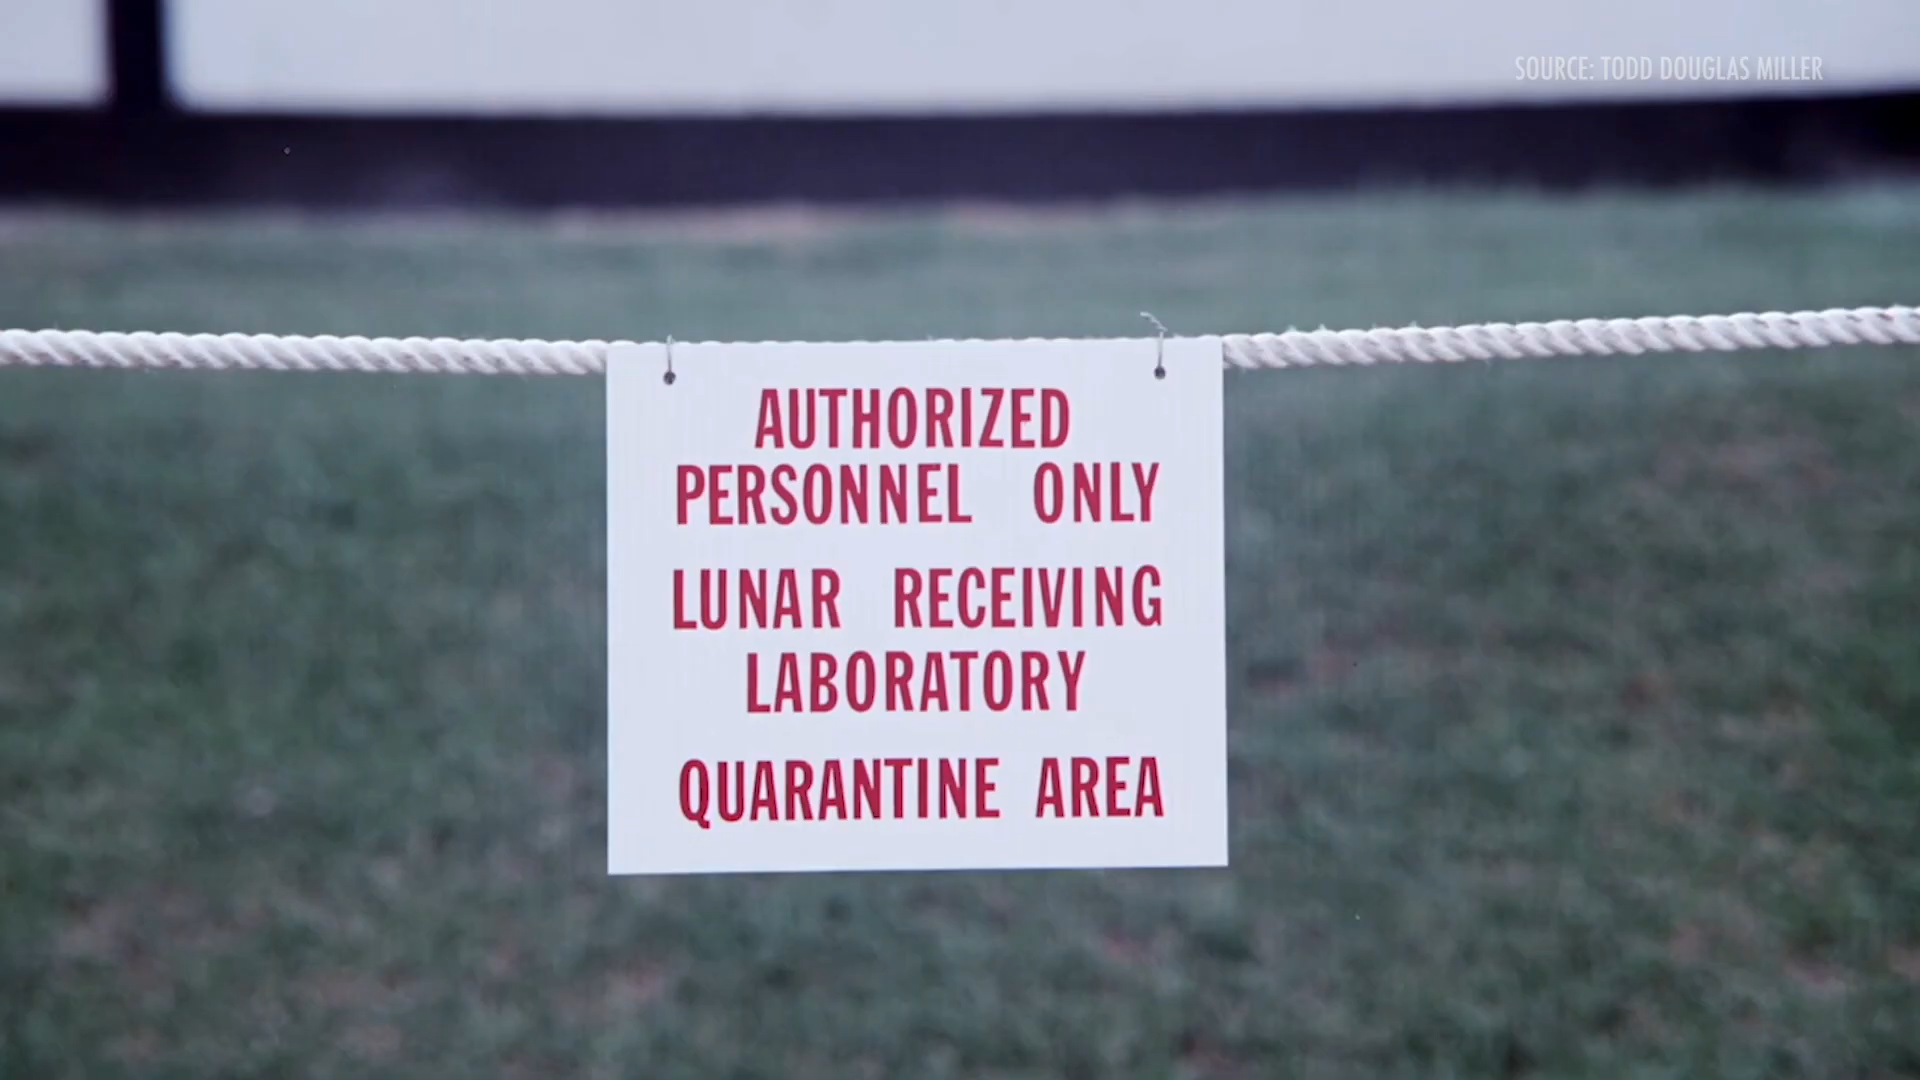 SOURCE: TODD DOUGLAS MILLER
AUTHORIZED
PERSONNEL ONLY
LUNAR RECEIVING
LABORATORY
QUARANTINE AREA